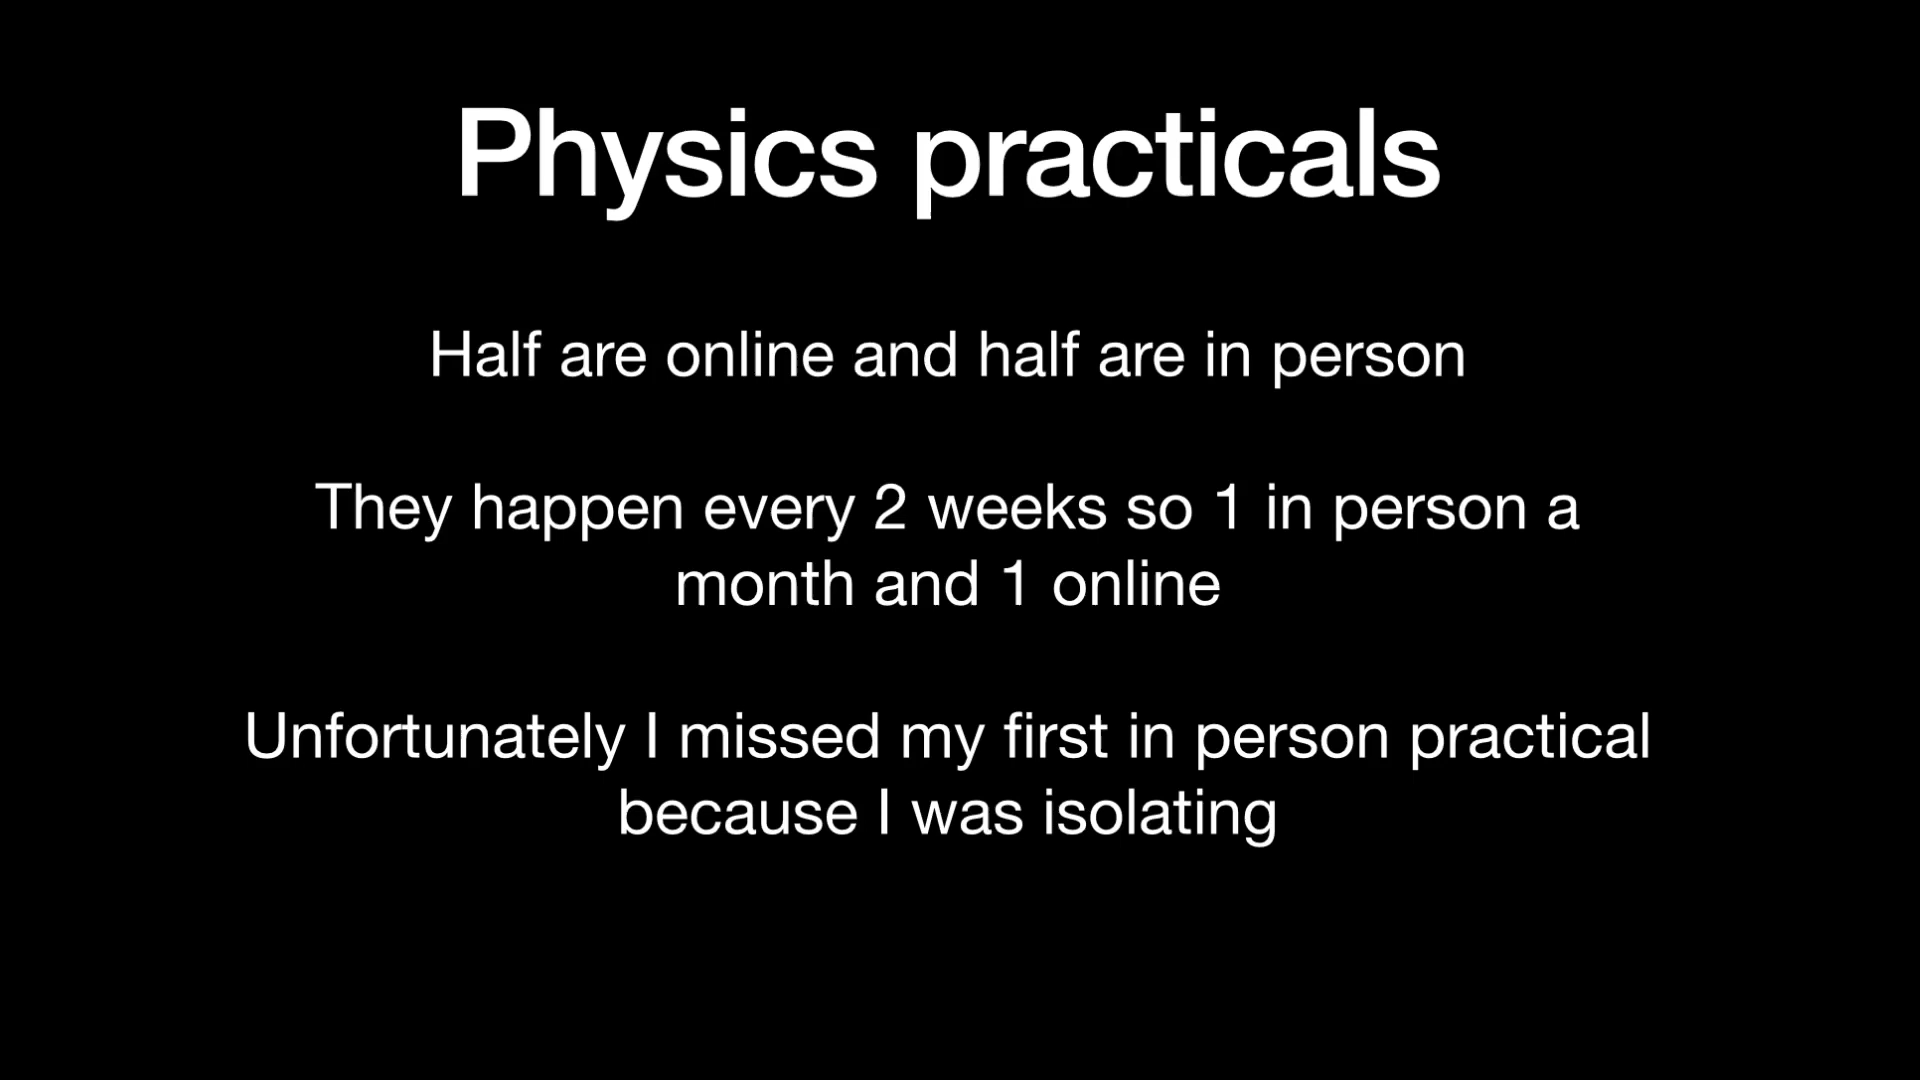 Physics practicals
Half are online and half are in person
They happen every 2 weeks so 1 in person a
month and 1 online
Unfortunately I missed my first in person practical
because I was isolating